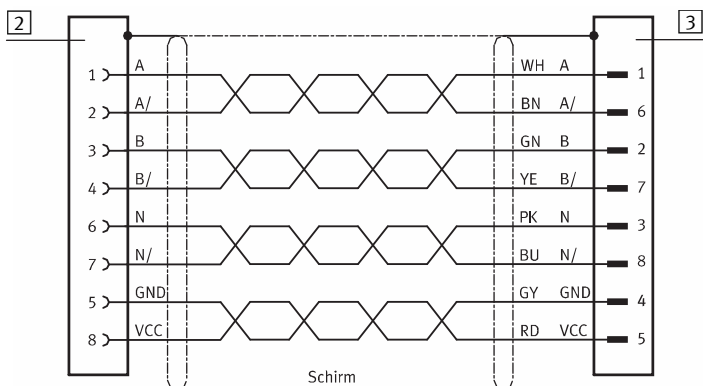 2 3
1 A WH A 1
2 A/ BN A/ 6
3 B GN B 2
4 B/ YE B/ 7
6 N PK N 3
7 N/ BU N/ 8
5 GND GY GND 4
8 VCC RD VCC 5
Schirm